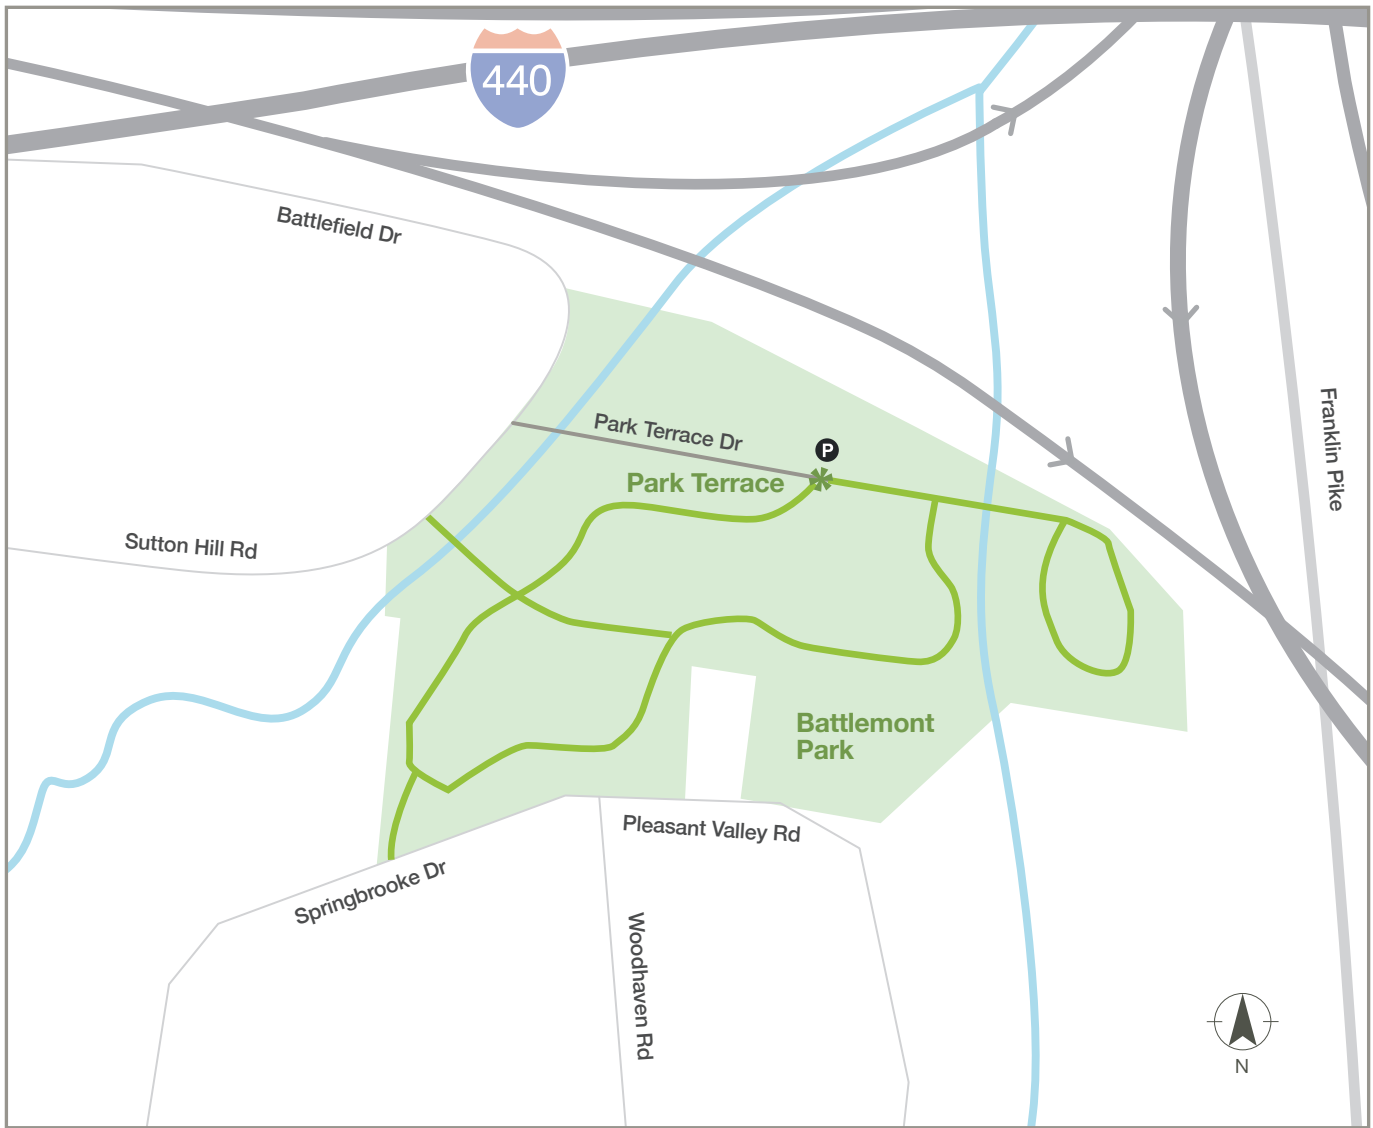 440
Battlefield Dr
Franklin Pike
Park Terrace Dr
P
Park Terrace
Sutton Hill Rd
Battlemont
Park
Pleasant Valley Rd
Springbrooke Dr
Woodhaven Rd
N